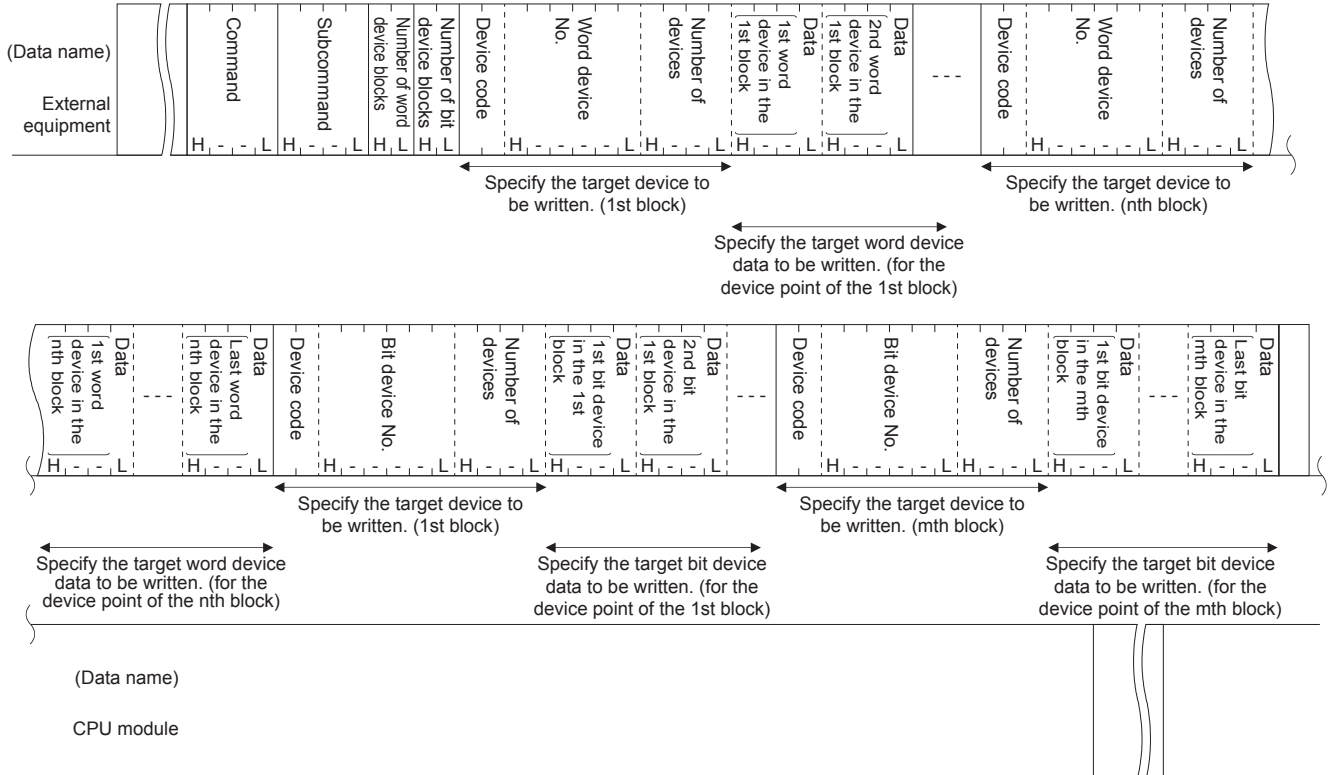 (Data name)
External
equipment
Command
H - - L
Subcommand
H - - L
Number of word
device blocks
H L
Number of bit
device blocks
H L
Device code
Word device
No.
H - - - - L
Number of
devices
H - - L
Data
1st word
device in the
1st block
H - - L
Data
2nd word
device in the
1st block
H - - L
- - -
Device code
Word device
No.
H - - - - L
Number of
devices
H - - L
Specify the target device to
be written. (1st block)
Specify the target device to
be written. (nth block)
Specify the target word device
data to be written. (for the
device point of the 1st block)
Data
1st word
device in the
nth block
H - - L
- - -
Data
Last word
device in the
nth block
H - - L
Device code
Bit device No.
H - - - - L
Number of
devices
H - - L
Data
1st bit device
in the 1st
block
H - - L
Data
2nd bit
device in the
1st block
H - - L
- - -
Device code
Bit device No.
H - - - - L
Number of
devices
H - - L
Data
1st bit device
in the mth
block
H - - L
- - -
Data
Last bit
device in the
mth block
H - - L
Specify the target device to
be written. (1st block)
Specify the target device to
be written. (mth block)
Specify the target word device
data to be written. (for the
device point of the nth block)
Specify the target bit device
data to be written. (for the
device point of the 1st block)
Specify the target bit device
data to be written. (for the
device point of the mth block)
(Data name)
CPU module